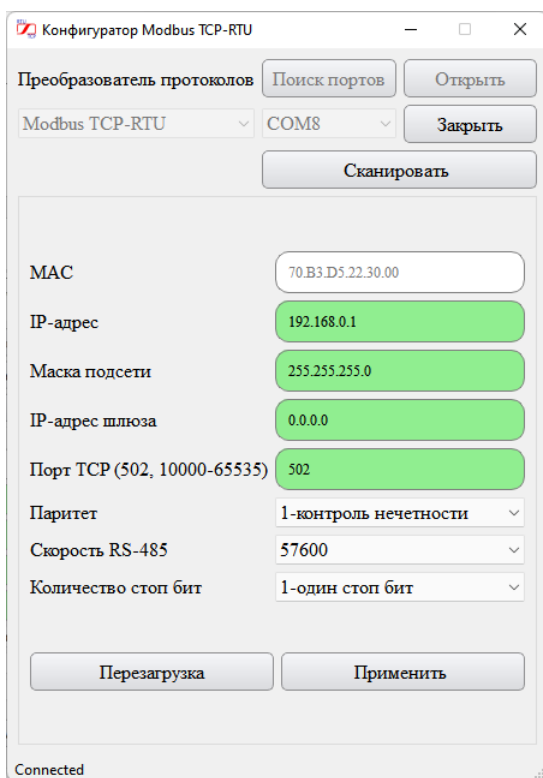 Конфигуратор Modbus TCP-RTU
Преобразователь протоколов Поиск портов Открыть
Modbus TCP-RTU COM8 Закрыть
Сканировать
MAC 70.B3.D5.22.30.00
IP-адрес 192.168.0.1
Маска подсети 255.255.255.0
IP-адрес шлюза 0.0.0.0
Порт TCP (502, 10000-65535) 502
Паритет 1-контроль нечетности
Скорость RS-485 57600
Количество стоп бит 1-один стоп бит
Перезагрузка Применить
Connected